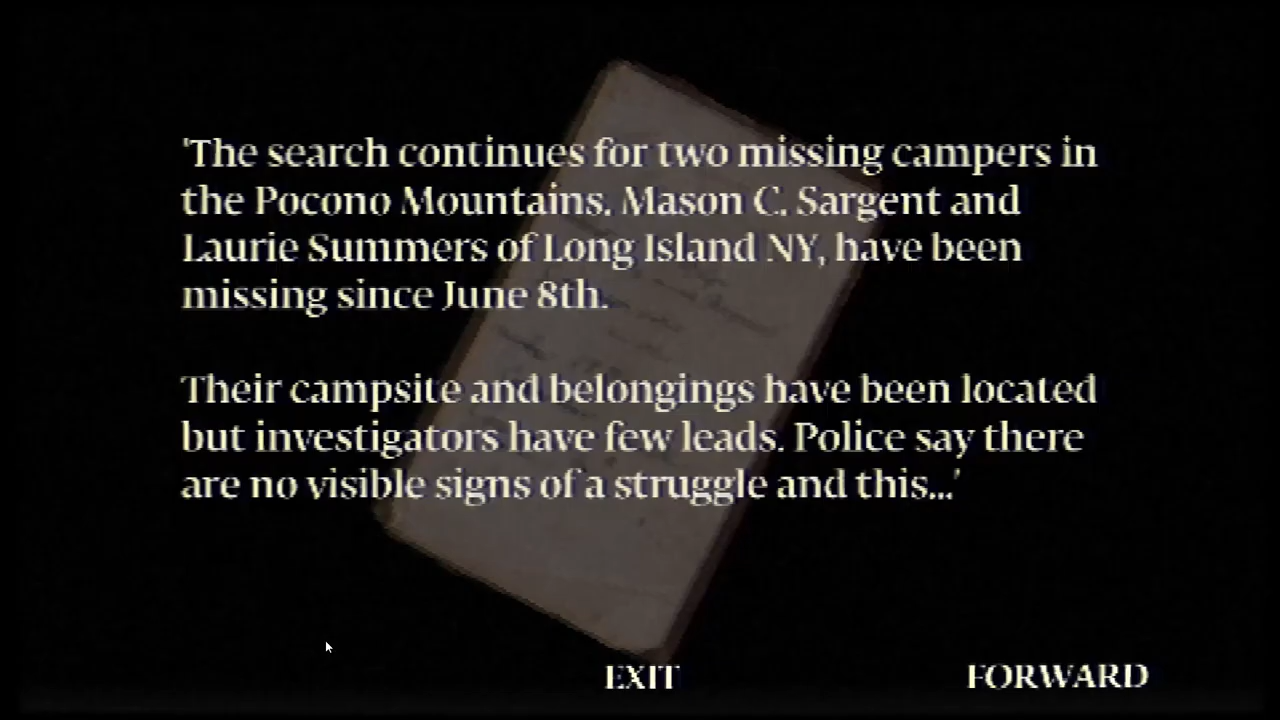 'The search continues for two missing campers in
the Pocono Mountains. Mason C. Sargent and
Laurie Summers of Long Island NY, have been
missing since June 8th.
Their campsite and belongings have been located
but investigators have few leads. Police say there
are no visible signs of a struggle and this...'
EXIT
FORWARD